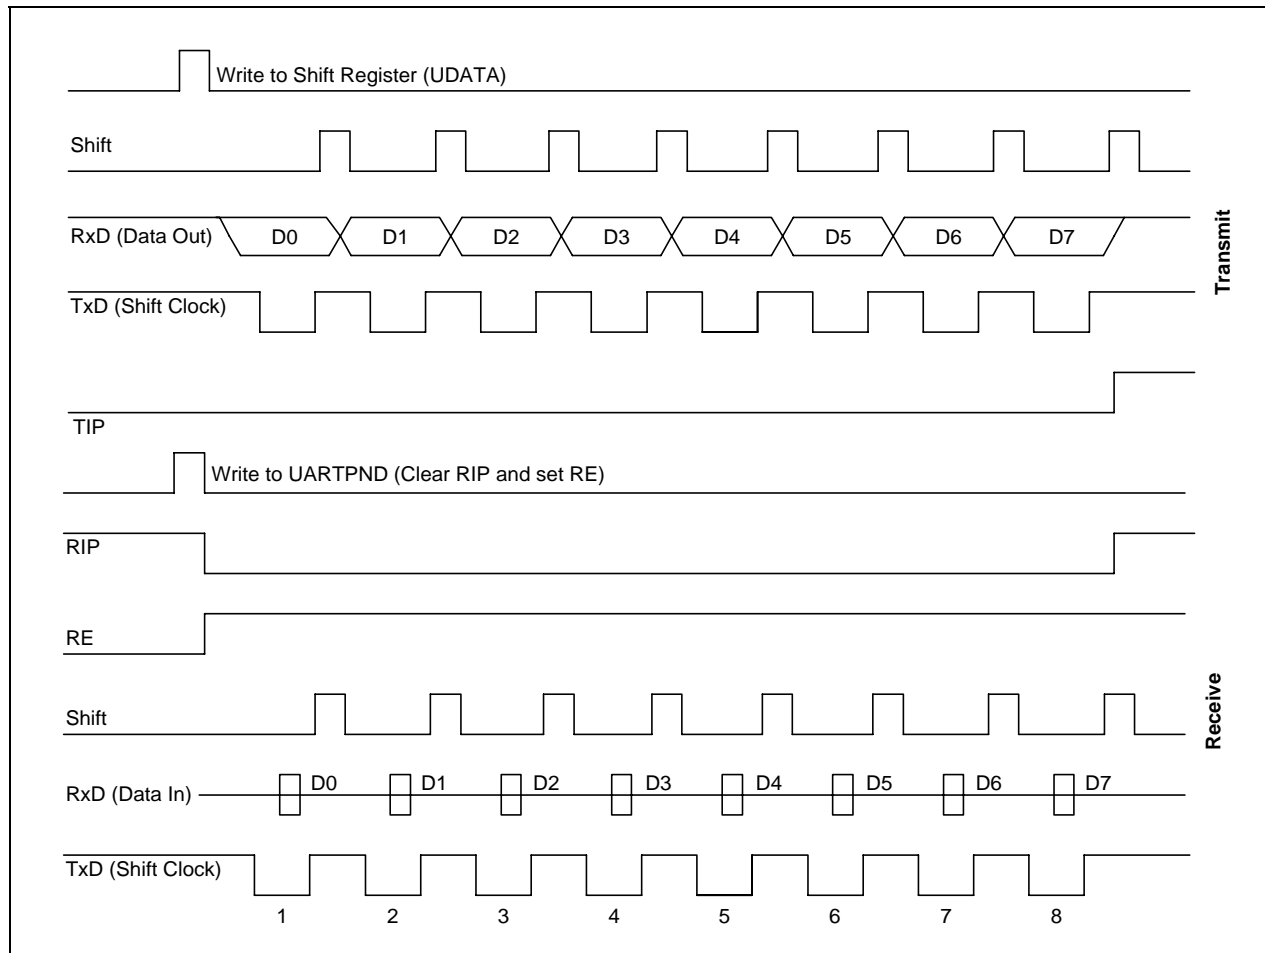 Write to Shift Register (UDATA)
Shift
RxD (Data Out) D0 D1 D2 D3 D4 D5 D6 D7
TxD (Shift Clock)
TIP
Transmit
Write to UARTPND (Clear RIP and set RE)
RIP
RE
Shift
RxD (Data In) D0 D1 D2 D3 D4 D5 D6 D7
TxD (Shift Clock)
1 2 3 4 5 6 7 8
Receive